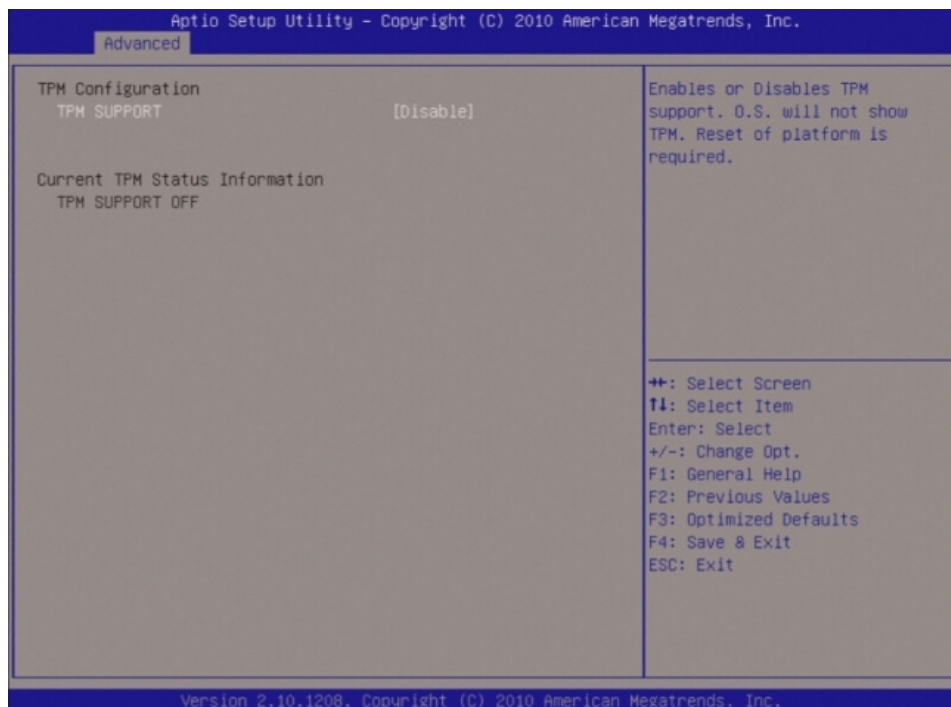 Aptio Setup Utility – Copyright (C) 2010 American Megatrends, Inc.
Advanced
TPM Configuration
TPM SUPPORT [Disable]
Current TPM Status Information
TPM SUPPORT OFF
Enables or Disables TPM
support. O.S. will not show
TPM. Reset of platform is
required.
→←: Select Screen
↑↓: Select Item
Enter: Select
+/-: Change Opt.
F1: General Help
F2: Previous Values
F3: Optimized Defaults
F4: Save & Exit
ESC: Exit
Version 2.10.1208. Copyright (C) 2010 American Megatrends, Inc.